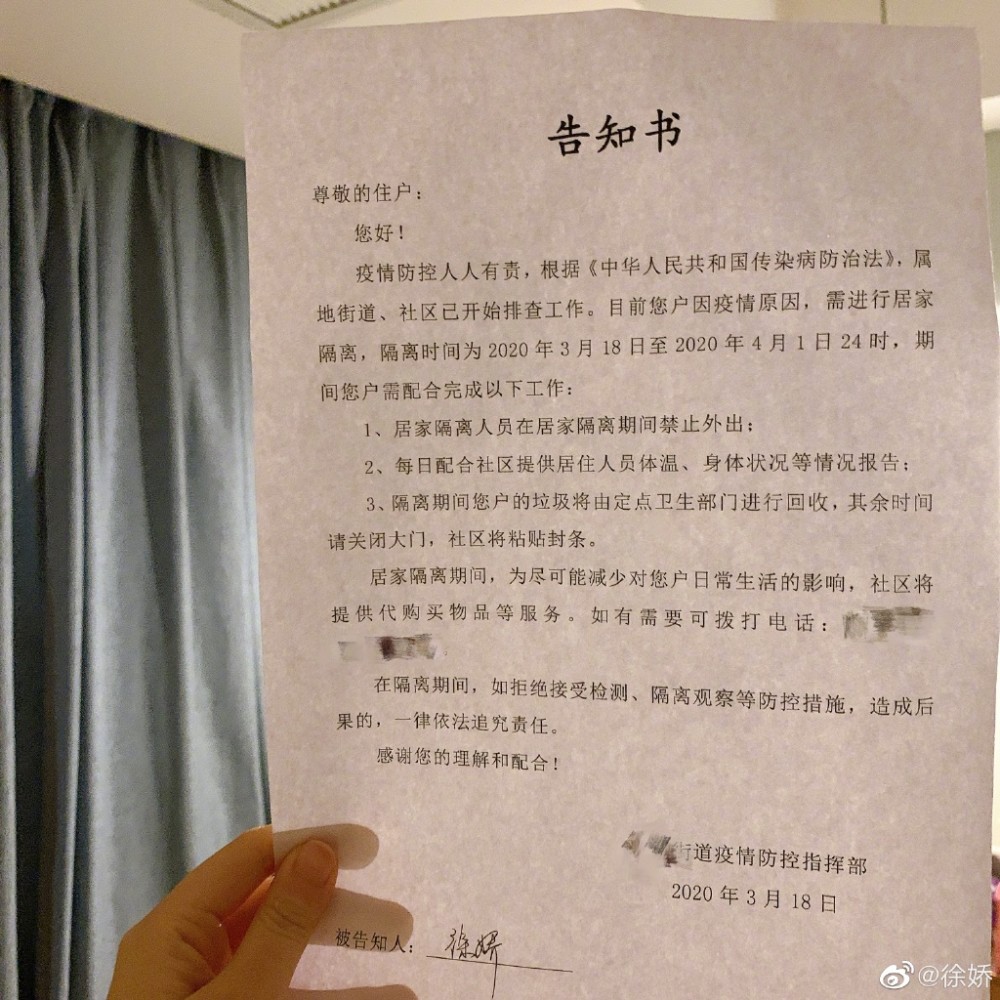 告知书
尊敬的住户：
您好！
疫情防控人人有责，根据《中华人民共和国传染病防治法》，属
地街道、社区已开始排查工作。目前您户因疫情原因，需进行居家
隔离，隔离时间为 2020 年 3 月 18 日至 2020 年 4 月 1 日 24 时，期
间您户需配合完成以下工作：
1、居家隔离人员在居家隔离期间禁止外出；
2、每日配合社区提供居住人员体温、身体状况等情况报告；
3、隔离期间您户的垃圾将由定点卫生部门进行回收，其余时间
请关闭大门，社区将粘贴封条。
居家隔离期间，为尽可能减少对您户日常生活的影响，社区将
提供代购买物品等服务。如有需要可拨打电话：
在隔离期间，如拒绝接受检测、隔离观察等防控措施，造成后
果的，一律依法追究责任。
感谢您的理解和配合！
街道疫情防控指挥部
2020 年 3 月 18 日
被告知人：徐娇
@徐娇